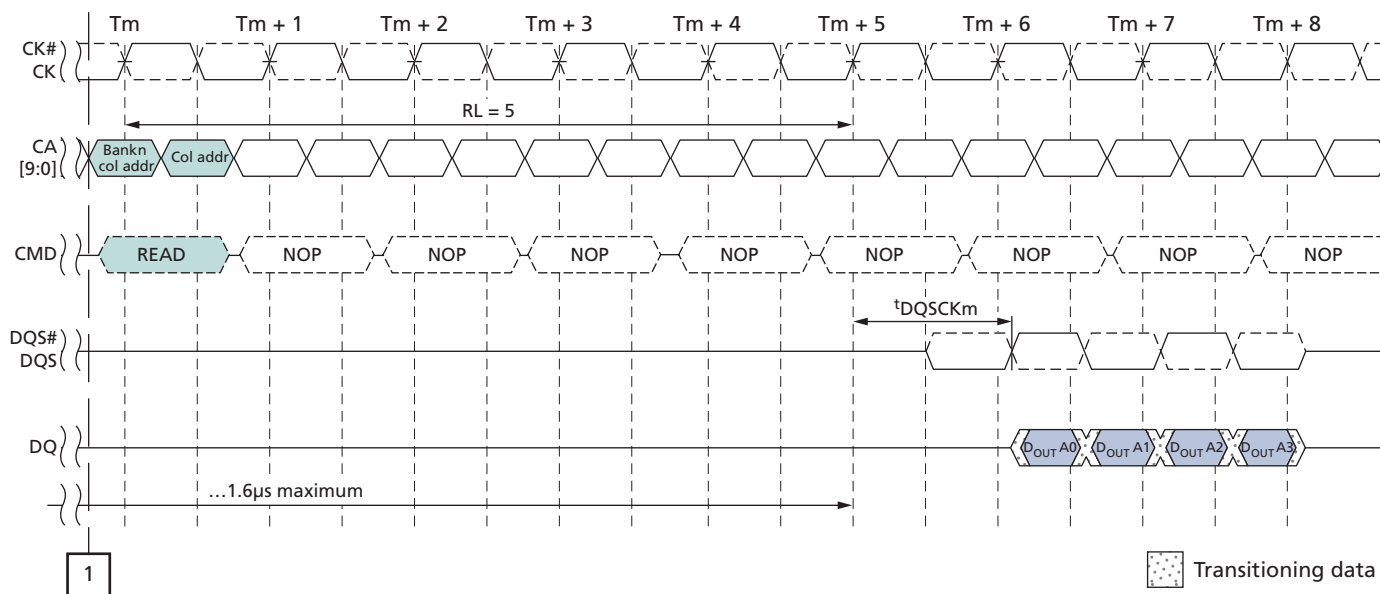 Tm Tm + 1 Tm + 2 Tm + 3 Tm + 4 Tm + 5 Tm + 6 Tm + 7 Tm + 8
CK#
CK
RL = 5
CA
[9:0]
Bankn
col addr
Col addr
CMD
READ NOP NOP NOP NOP NOP NOP NOP NOP
tDQSCKm
DQS#
DQS
DQ
DOUT A0 DOUT A1 DOUT A2 DOUT A3
...1.6µs maximum
1
Transitioning data